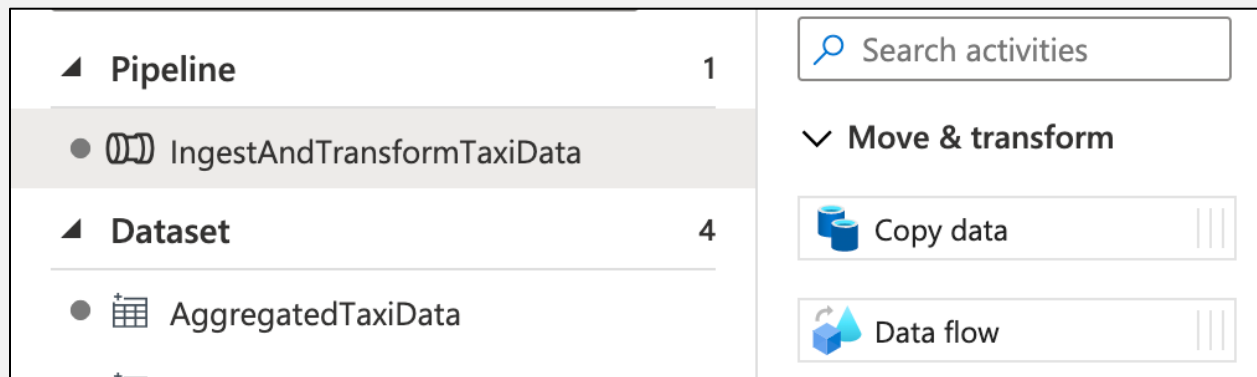 Pipeline 1
IngestAndTransformTaxiData
Dataset 4
AggregatedTaxiData
Search activities
Move & transform
Copy data
Data flow